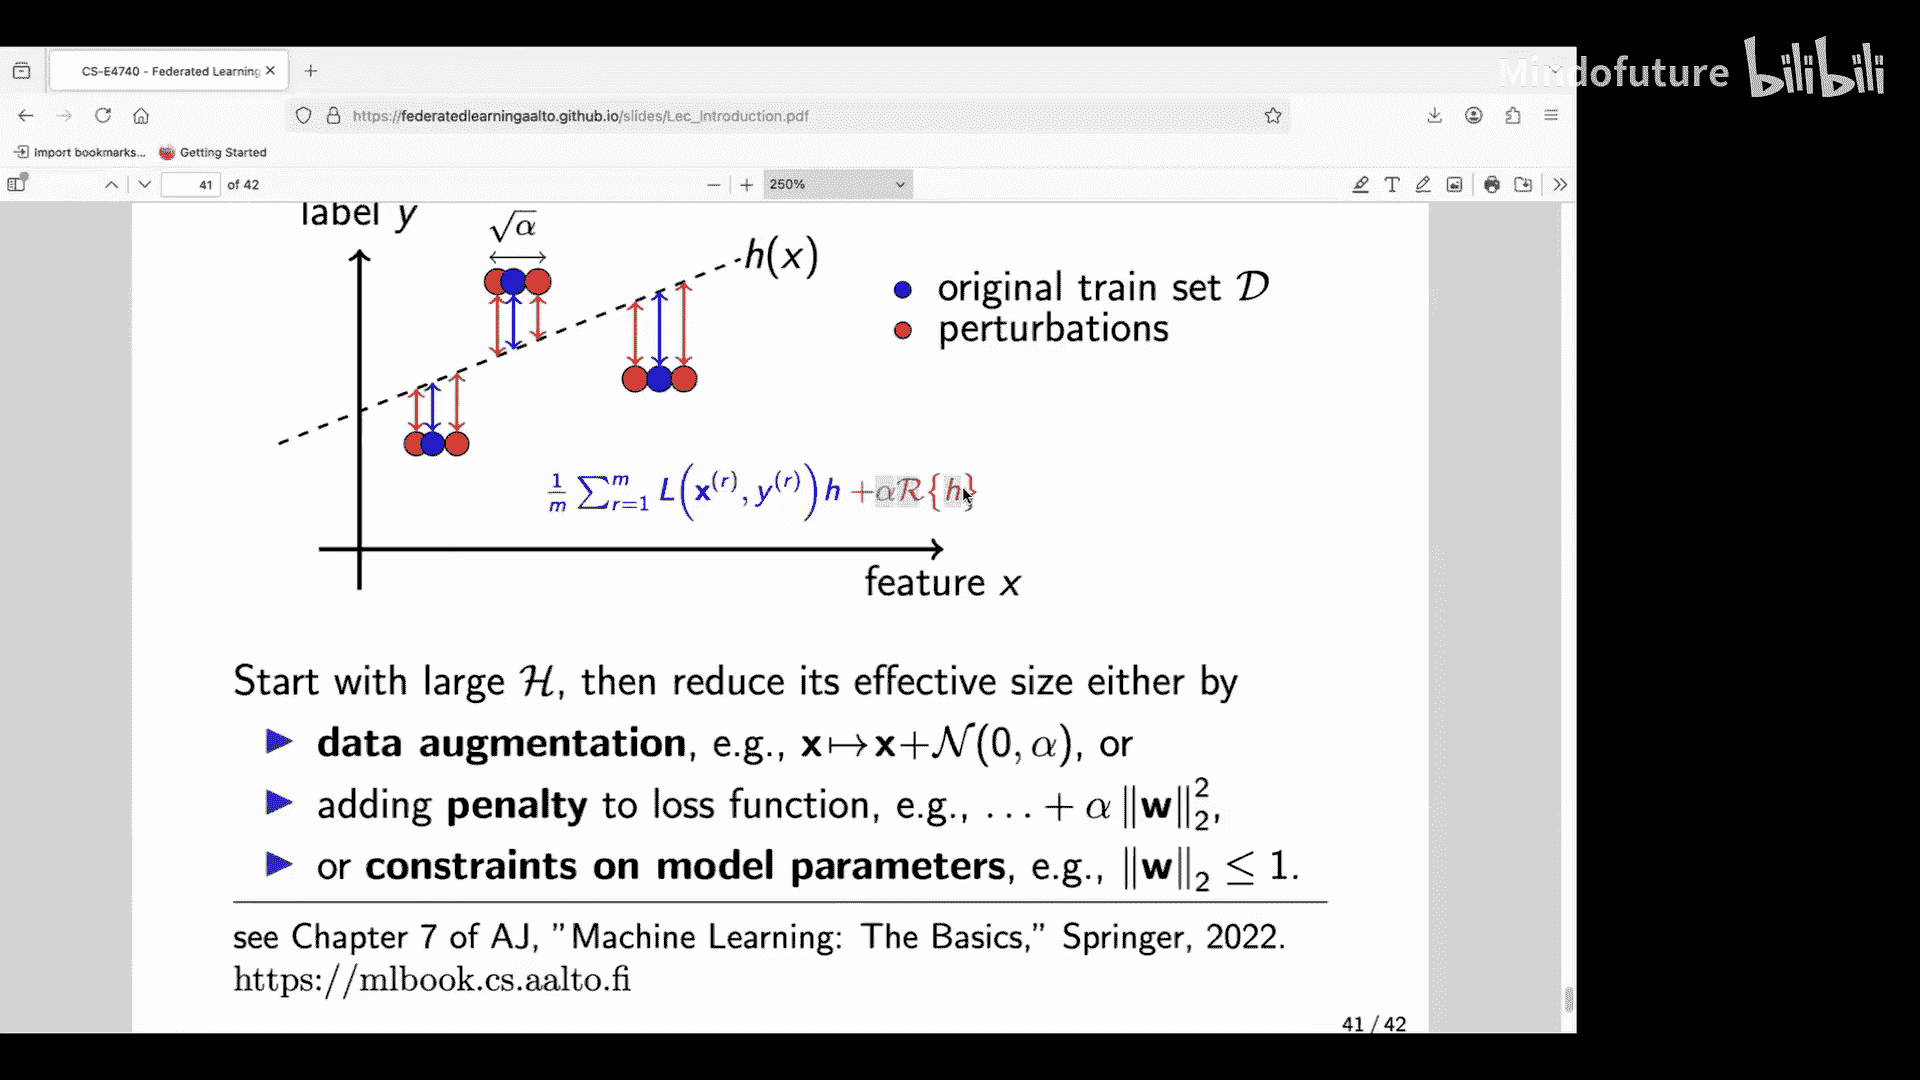 Mindofuture bilibili
CS-E4740 - Federated Learning
https://federatedlearningaalto.github.io/slides/Lec_Introduction.pdf
Import bookmarks... Getting Started
41 of 42 250%
label y
√α
h(x)
original train set 𝒟
perturbations
1/m ∑_{r=1}^{m} L(𝐱^{(r)}, y^{(r)})h +αℛ{h}
feature x
Start with large ℋ, then reduce its effective size either by
▶ data augmentation, e.g., 𝐱↦𝐱+𝒩(0, α), or
▶ adding penalty to loss function, e.g., … + α‖𝐰‖₂²,
▶ or constraints on model parameters, e.g., ‖𝐰‖₂ ≤ 1.
see Chapter 7 of AJ, "Machine Learning: The Basics," Springer, 2022.
https://mlbook.cs.aalto.fi
41 / 42